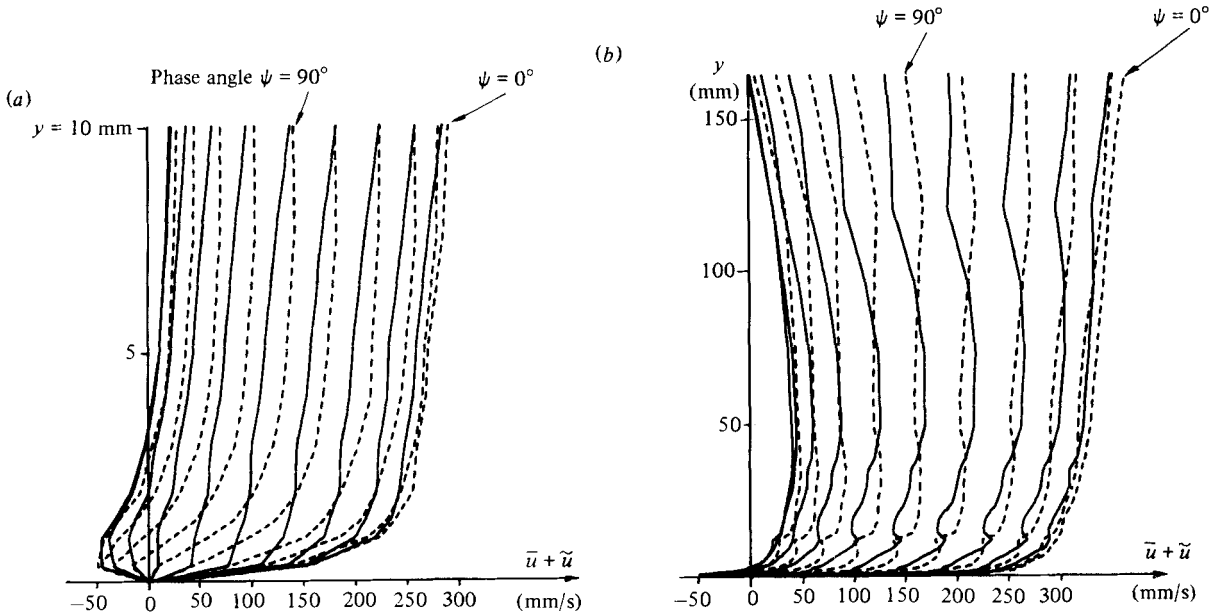 (a)
Phase angle ψ = 90°
ψ = 0°
y = 10 mm
5
u̅ + ũ
−50 0 50 100 150 200 250 300 (mm/s)
(b)
ψ = 90°
ψ = 0°
y
(mm)
150
100
50
u̅ + ũ
−50 0 50 100 150 200 250 300 (mm/s)